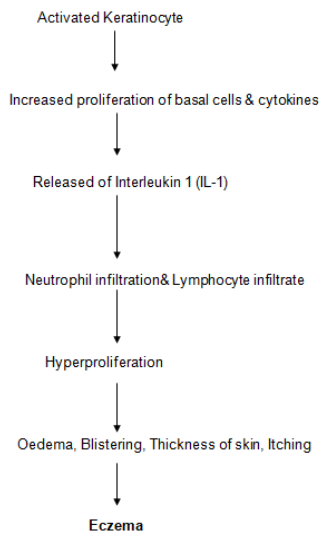 Activated Keratinocyte
Increased proliferation of basal cells & cytokines
Released of Interleukin 1 (IL-1)
Neutrophil infiltration& Lymphocyte infiltrate
Hyperproliferation
Oedema, Blistering, Thickness of skin, Itching
Eczema